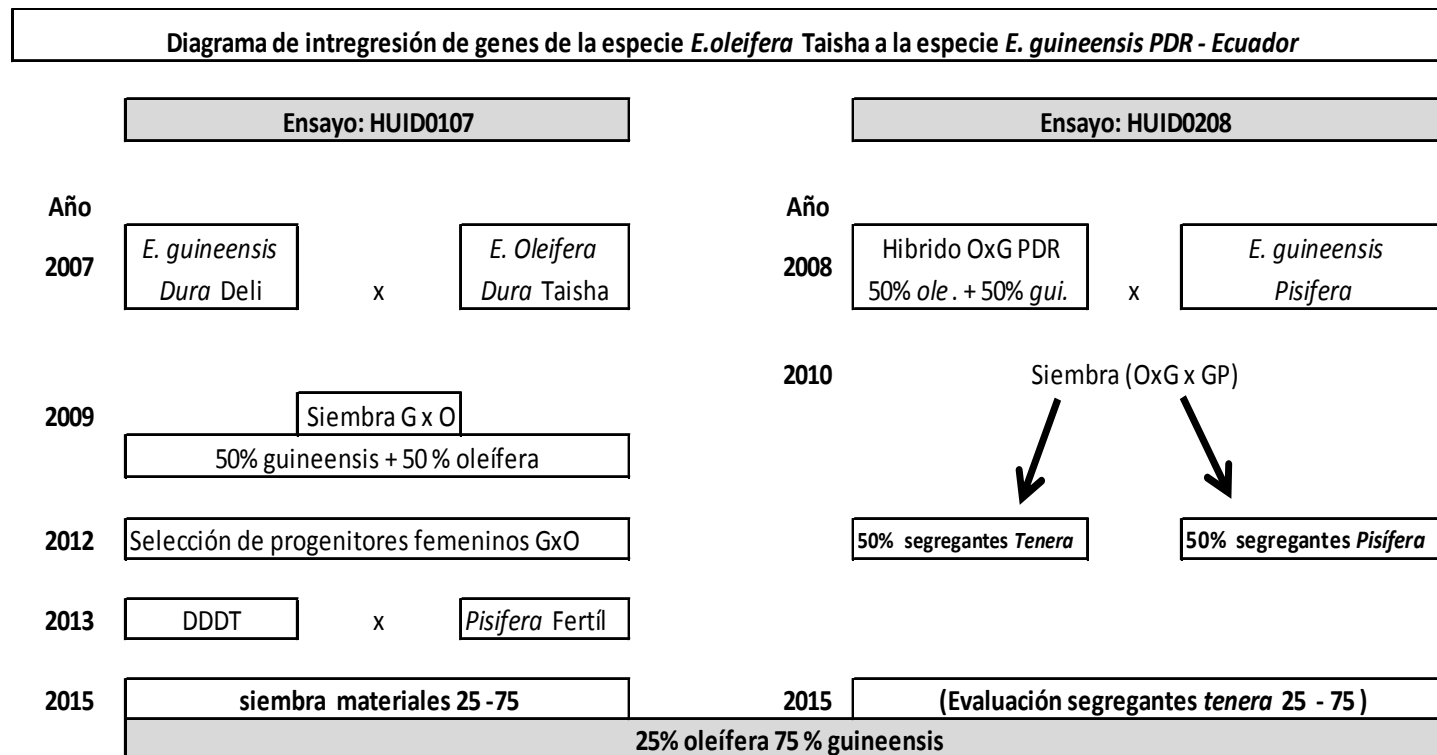 Diagrama de intregresión de genes de la especie E.oleifera Taisha a la especie E. guineensis PDR - Ecuador
Ensayo: HUID0107
Año
2007
E. guineensis
Dura Deli
x
E. Oleifera
Dura Taisha
2009
Siembra G x O
50% guineensis + 50 % oleífera
2012
Selección de progenitores femeninos GxO
2013
DDDT
x
Pisifera Fertíl
2015
siembra materiales 25 -75
Ensayo: HUID0208
Año
2008
Hibrido OxG PDR
50% ole . + 50% gui.
x
E. guineensis
Pisifera
2010
Siembra (OxG x GP)
50% segregantes Tenera
50% segregantes Pisífera
2015
(Evaluación segregantes tenera 25 - 75 )
25% oleífera 75 % guineensis